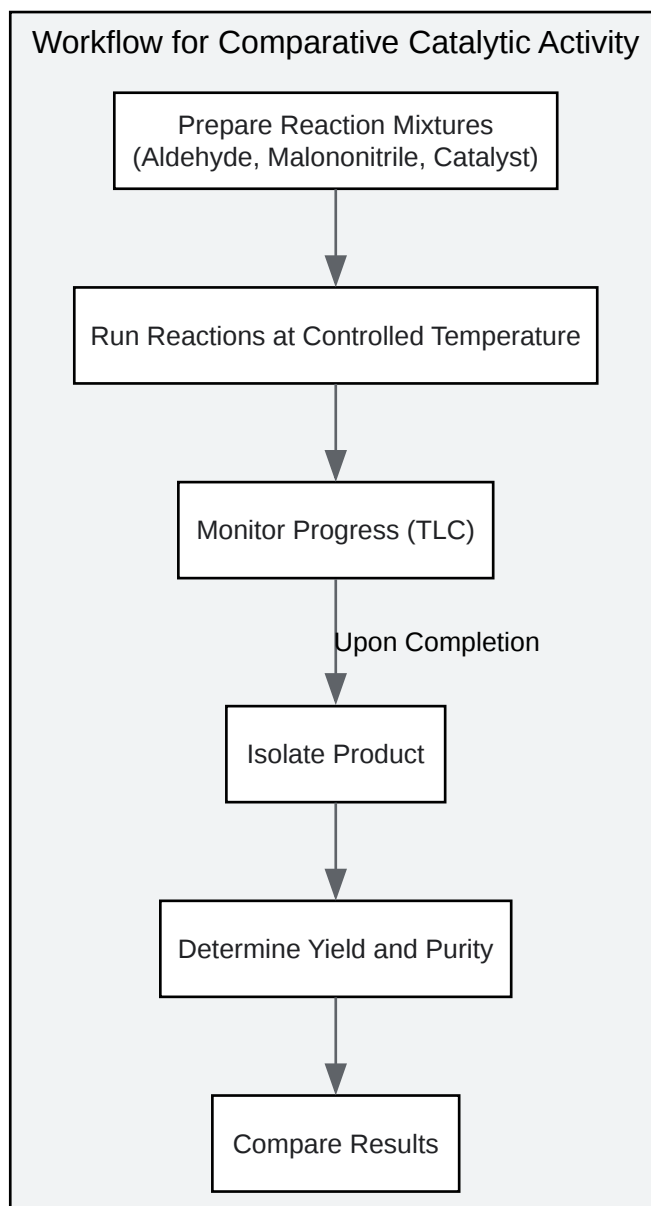 Workflow for Comparative Catalytic Activity
Prepare Reaction Mixtures
(Aldehyde, Malononitrile, Catalyst)
Run Reactions at Controlled Temperature
Monitor Progress (TLC)
Upon Completion
Isolate Product
Determine Yield and Purity
Compare Results